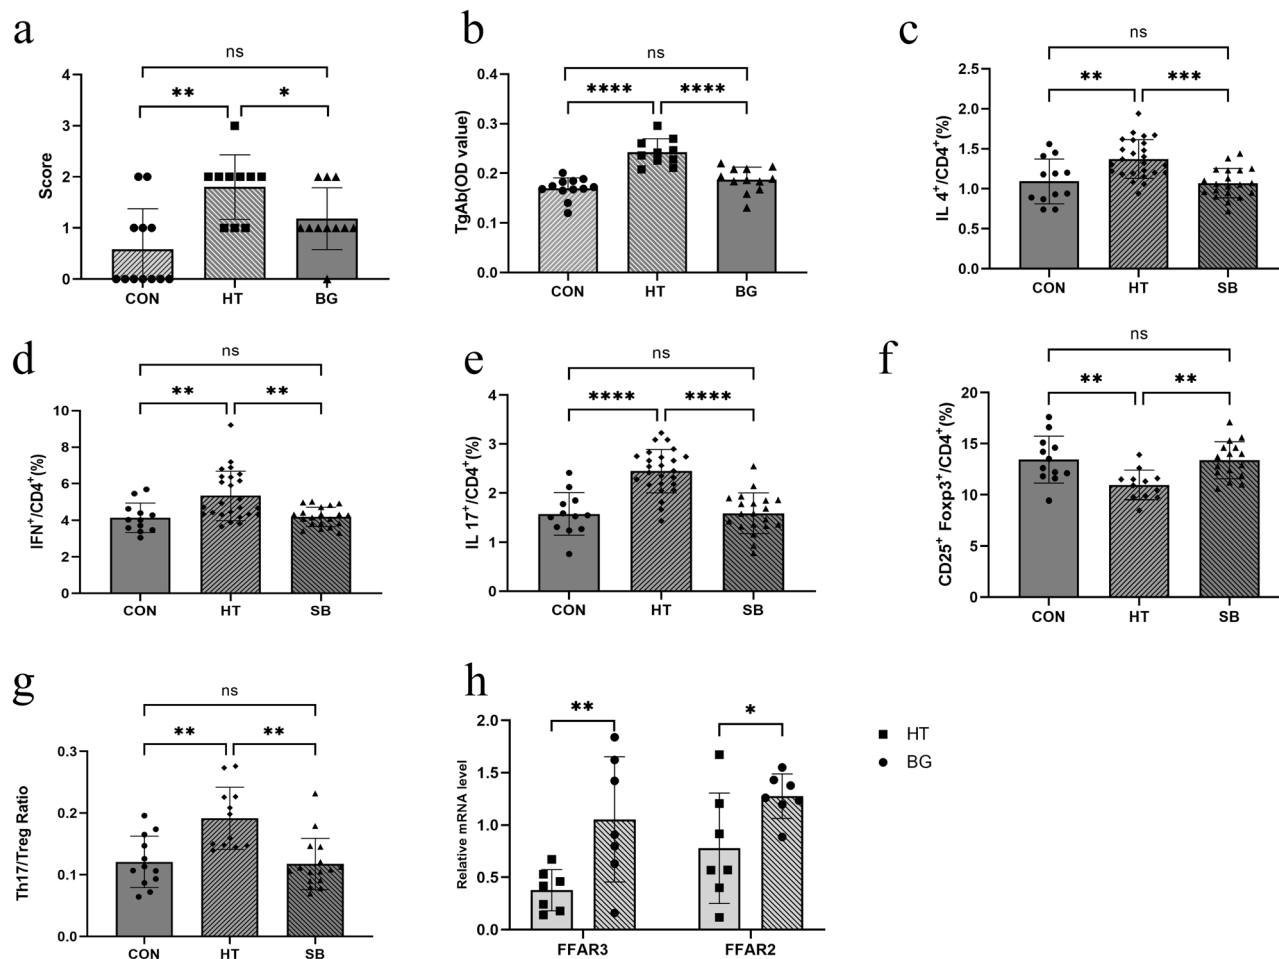 a
ns
**
*
Score
4
3
2
1
0
CON HT BG
b
ns
**** ****
TgAb(OD value)
0.4
0.3
0.2
0.1
0.0
CON HT BG
c
ns
** ***
IL 4+/CD4+(%)
2.5
2.0
1.5
1.0
0.5
0.0
CON HT SB
d
ns
** **
IFN+/CD4+(%)
10
8
6
4
2
0
CON HT SB
e
ns
**** ****
IL 17+/CD4+(%)
4
3
2
1
0
CON HT SB
f
ns
** **
CD25+ Foxp3+/CD4+(%)
20
15
10
5
0
CON HT SB
g
ns
** **
Th17/Treg Ratio
0.3
0.2
0.1
0.0
CON HT SB
h
** *
Relative mRNA level
2.0
1.5
1.0
0.5
0.0
FFAR3 FFAR2
HT
BG